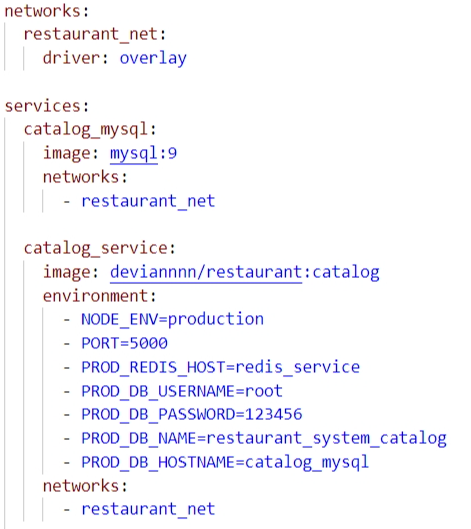 networks:
  restaurant_net:
    driver: overlay

services:
  catalog_mysql:
    image: mysql:9
    networks:
      - restaurant_net

  catalog_service:
    image: deviannnn/restaurant:catalog
    environment:
      - NODE_ENV=production
      - PORT=5000
      - PROD_REDIS_HOST=redis_service
      - PROD_DB_USERNAME=root
      - PROD_DB_PASSWORD=123456
      - PROD_DB_NAME=restaurant_system_catalog
      - PROD_DB_HOSTNAME=catalog_mysql
    networks:
      - restaurant_net